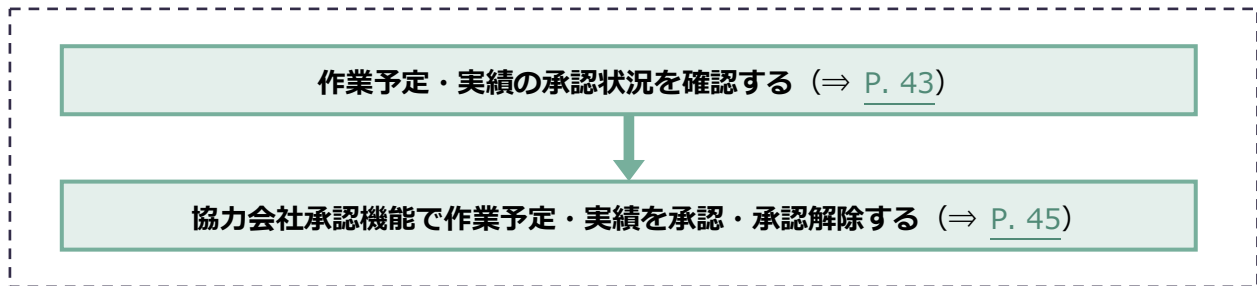 作業予定・実績の承認状況を確認する（⇒ P. 43）
協力会社承認機能で作業予定・実績を承認・承認解除する（⇒ P. 45）